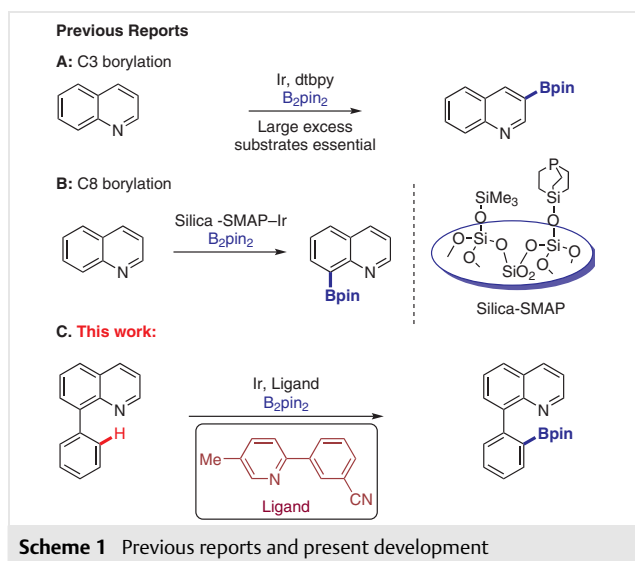 Previous Reports
A: C3 borylation
Ir, dtbpy
B₂pin₂
Large excess
substrates essential
N
Bpin
N
B: C8 borylation
Silica -SMAP–Ir
B₂pin₂
N
N
Bpin
P
SiMe₃
Si
O
O
O
Si
O
Si
O
O
O
SiO₂
O
Silica-SMAP
C. This work:
N
H
Ir, Ligand
B₂pin₂
Me
N
CN
Ligand
N
Bpin
Scheme 1 Previous reports and present development